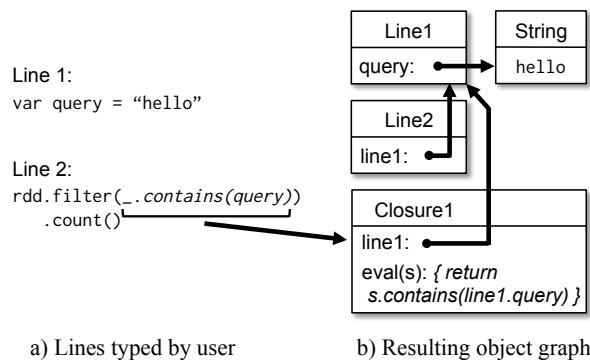 Line 1:
var query = “hello”
Line 2:
rdd.filter(_.contains(query))
.count()
Line1
query:
String
hello
Line2
line1:
Closure1
line1:
eval(s): { return
s.contains(line1.query) }
a) Lines typed by user
b) Resulting object graph